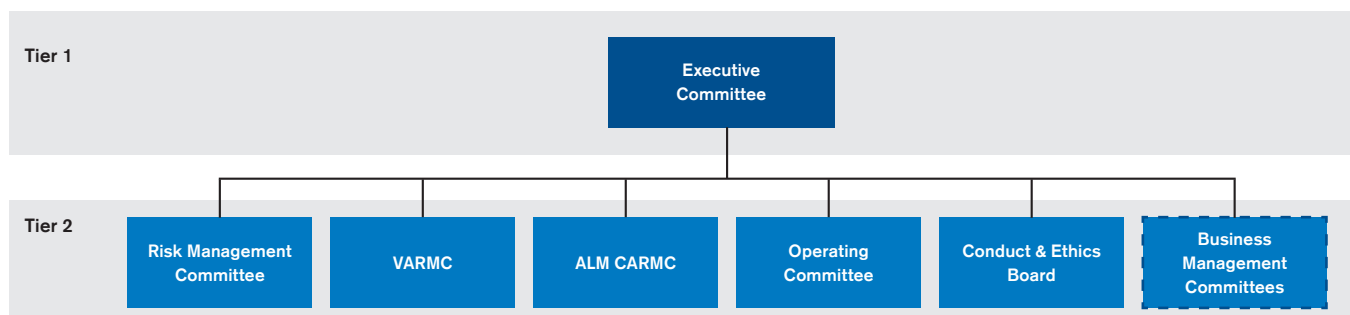 Tier 1
Executive
Committee
Tier 2
Risk Management
Committee
VARMC
ALM CARMC
Operating
Committee
Conduct & Ethics
Board
Business
Management
Committees